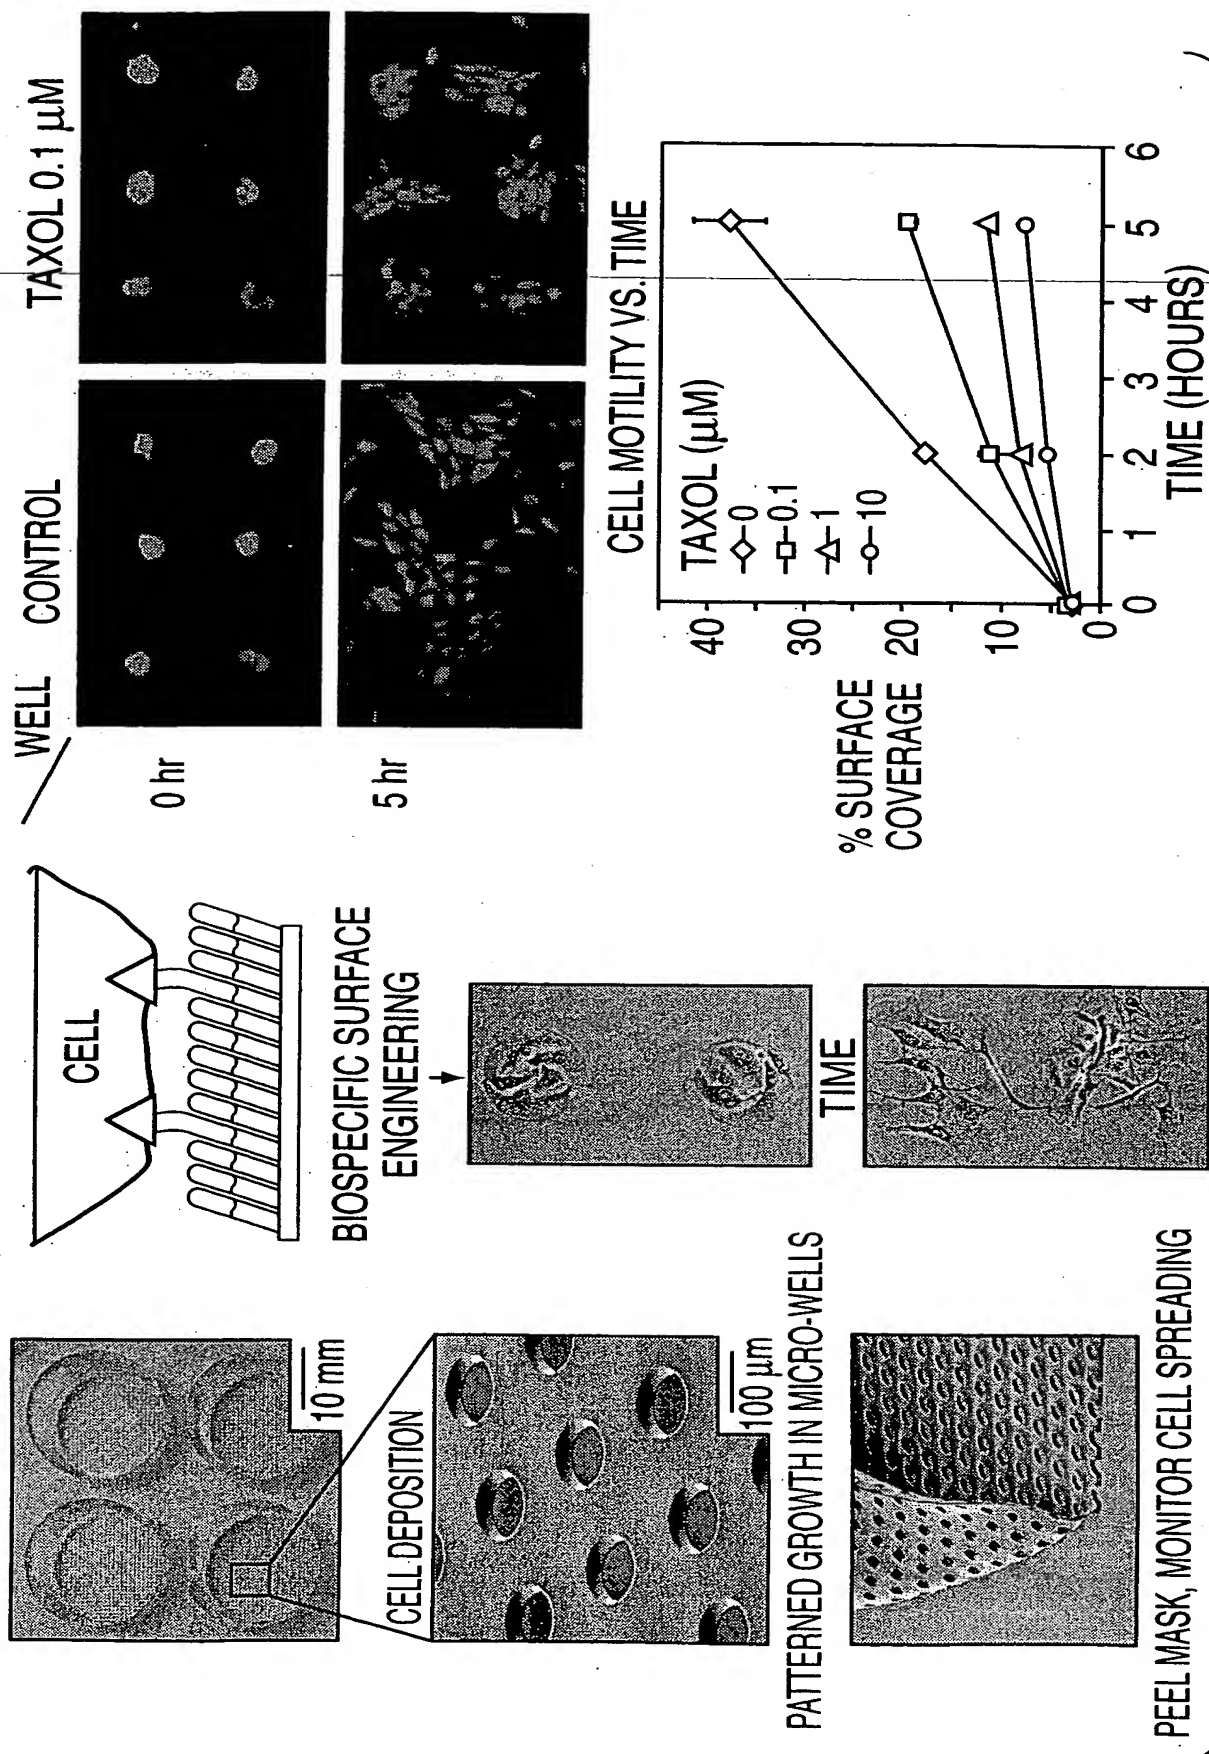 10 mm
CELL DEPOSITION
100 µm
PATTERNED GROWTH IN MICRO-WELLS
PEEL MASK, MONITOR CELL SPREADING
CELL
BIOSPECIFIC SURFACE
ENGINEERING
TIME
WELL
CONTROL
TAXOL 0.1 µM
0 hr
5 hr
CELL MOTILITY VS. TIME
TAXOL (µM)
0
0.1
1
10
% SURFACE
COVERAGE
40
30
20
10
0
0 1 2 3 4 5 6
TIME (HOURS)